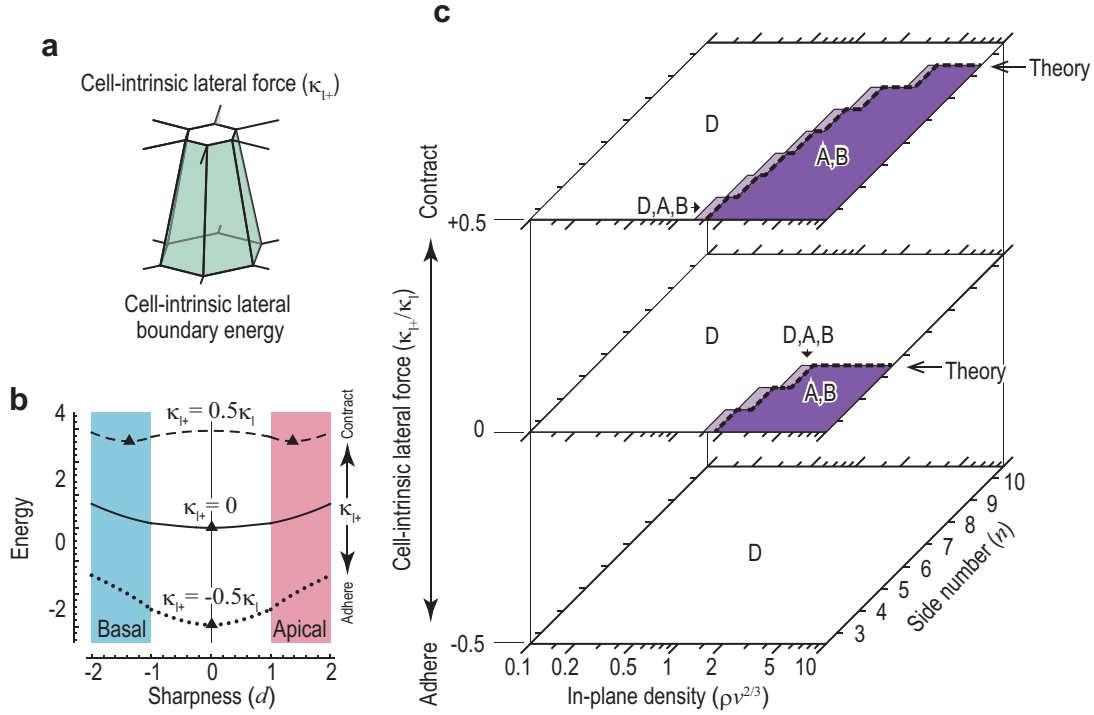 a
Cell-intrinsic lateral force (κl+)
Cell-intrinsic lateral
boundary energy
b
4
2
0
-2
Energy
κl+= 0.5κl
κl+= 0
κl+= -0.5κl
Basal
Apical
Contract
κl+
Adhere
-2
-1
0
1
2
Sharpness (d)
c
Contract
Cell-intrinsic lateral force (κl+/κl)
Adhere
+0.5
0
-0.5
D
A,B
D,A,B
Theory
D
D,A,B
A,B
Theory
D
0.1
0.2
0.5
1
2
5
10
In-plane density (ρv2/3)
3
4
5
6
7
8
9
10
Side number (n)